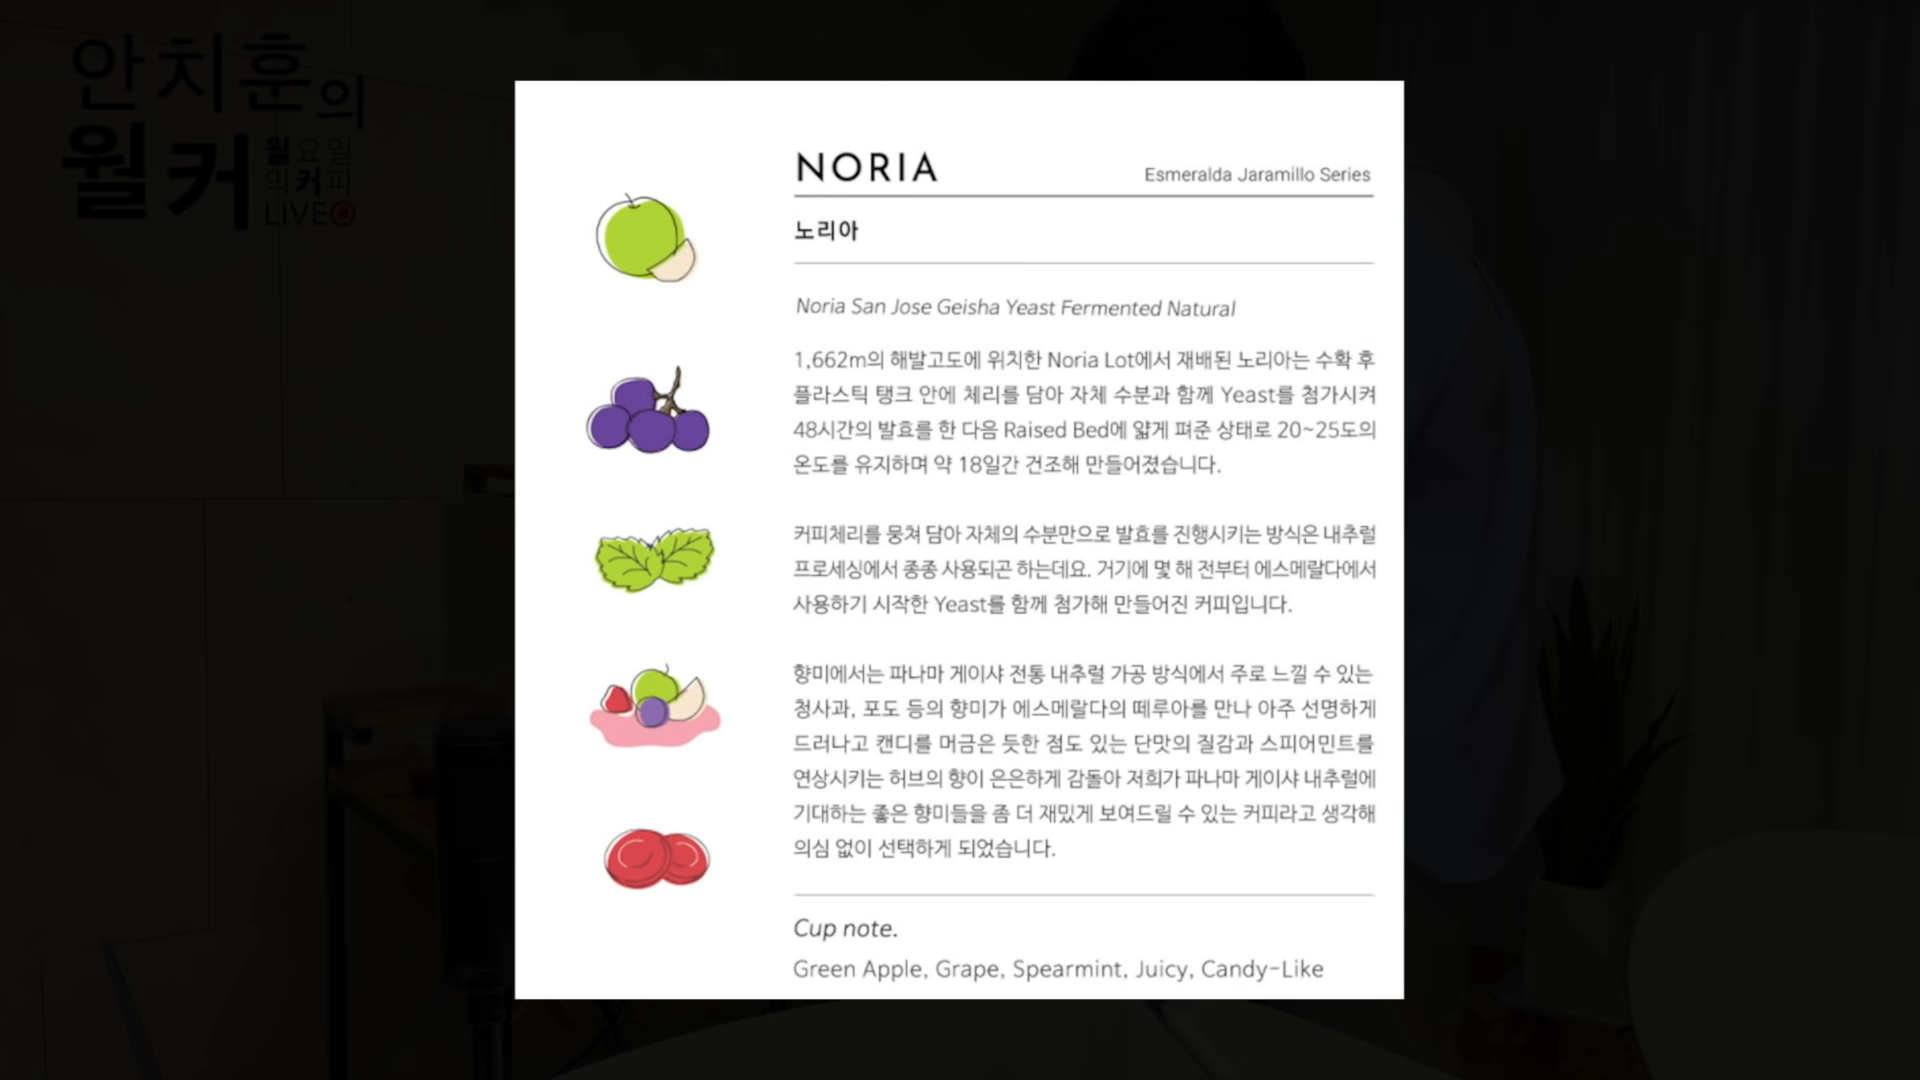 안치훈의
월커
월요일
의커피
LIVE
NORIA
Esmeralda Jaramillo Series
노리아
Noria San Jose Geisha Yeast Fermented Natural
1,662m의 해발고도에 위치한 Noria Lot에서 재배된 노리아는 수확 후
플라스틱 탱크 안에 체리를 담아 자체 수분과 함께 Yeast를 첨가시켜
48시간의 발효를 한 다음 Raised Bed에 얇게 펴준 상태로 20~25도의
온도를 유지하며 약 18일간 건조해 만들어졌습니다.
커피체리를 뭉쳐 담아 자체의 수분만으로 발효를 진행시키는 방식은 내추럴
프로세싱에서 종종 사용되곤 하는데요. 거기에 몇 해 전부터 에스메랄다에서
사용하기 시작한 Yeast를 함께 첨가해 만들어진 커피입니다.
향미에서는 파나마 게이샤 전통 내추럴 가공 방식에서 주로 느낄 수 있는
청사과, 포도 등의 향미가 에스메랄다의 떼루아를 만나 아주 선명하게
드러나고 캔디를 머금은 듯한 점도 있는 단맛의 질감과 스피어민트를
연상시키는 허브의 향이 은은하게 감돌아 저희가 파나마 게이샤 내추럴에
기대하는 좋은 향미들을 좀 더 재밌게 보여드릴 수 있는 커피라고 생각해
의심 없이 선택하게 되었습니다.
Cup note.
Green Apple, Grape, Spearmint, Juicy, Candy-Like